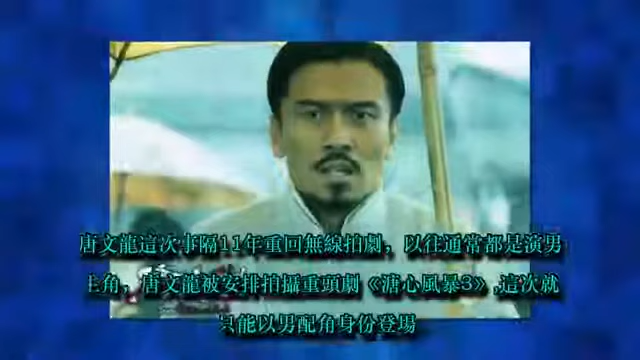 唐文龍這次事隔11年重回無線拍劇，以往通常都是演男
主角，唐文龍被安排拍攝重頭劇《溏心風暴3》,這次就
只能以男配角身份登場